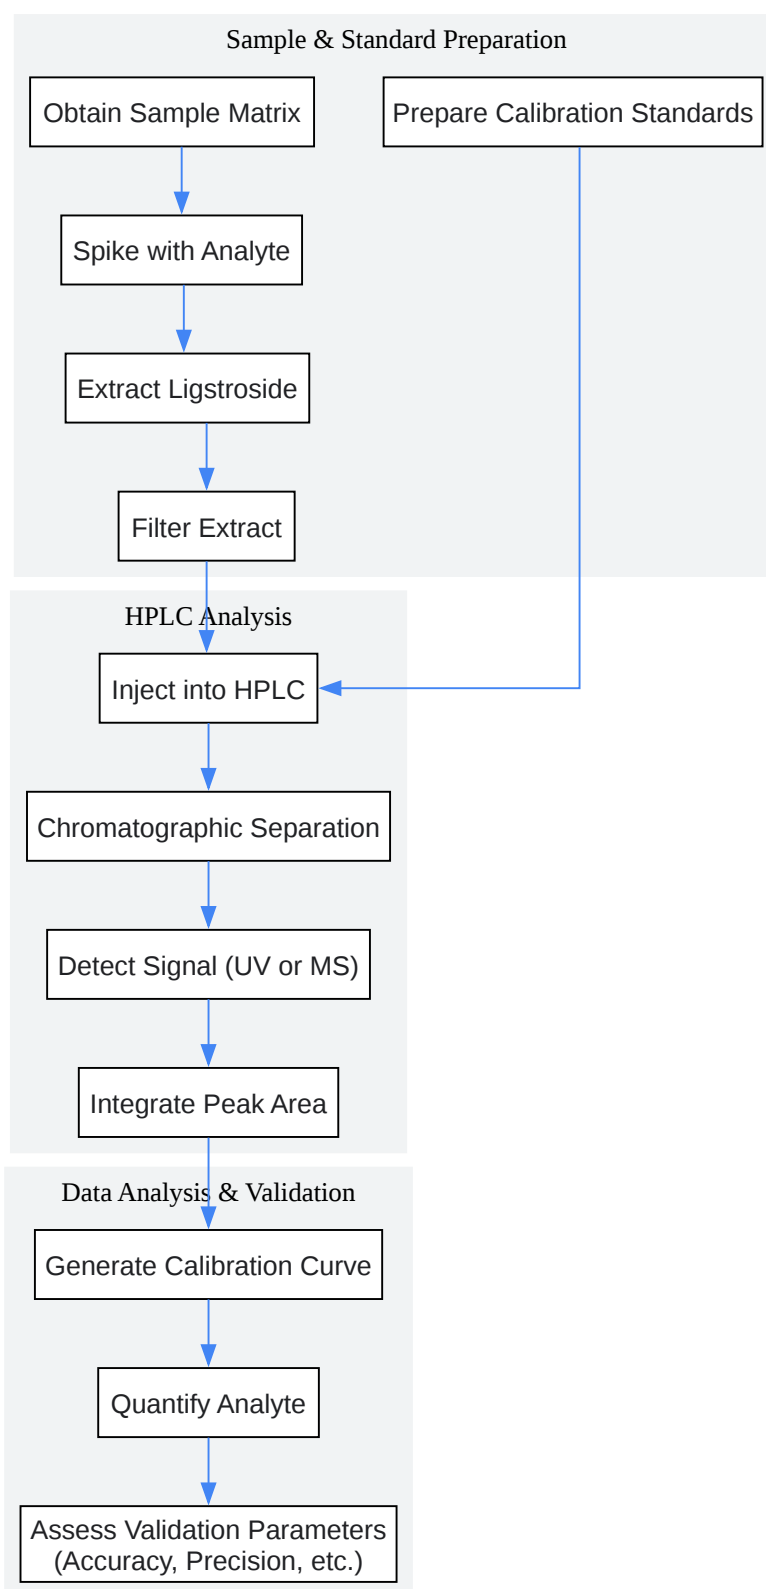 Sample & Standard Preparation
Obtain Sample Matrix
Prepare Calibration Standards
Spike with Analyte
Extract Ligstroside
Filter Extract
HPLC Analysis
Inject into HPLC
Chromatographic Separation
Detect Signal (UV or MS)
Integrate Peak Area
Data Analysis & Validation
Generate Calibration Curve
Quantify Analyte
Assess Validation Parameters
(Accuracy, Precision, etc.)